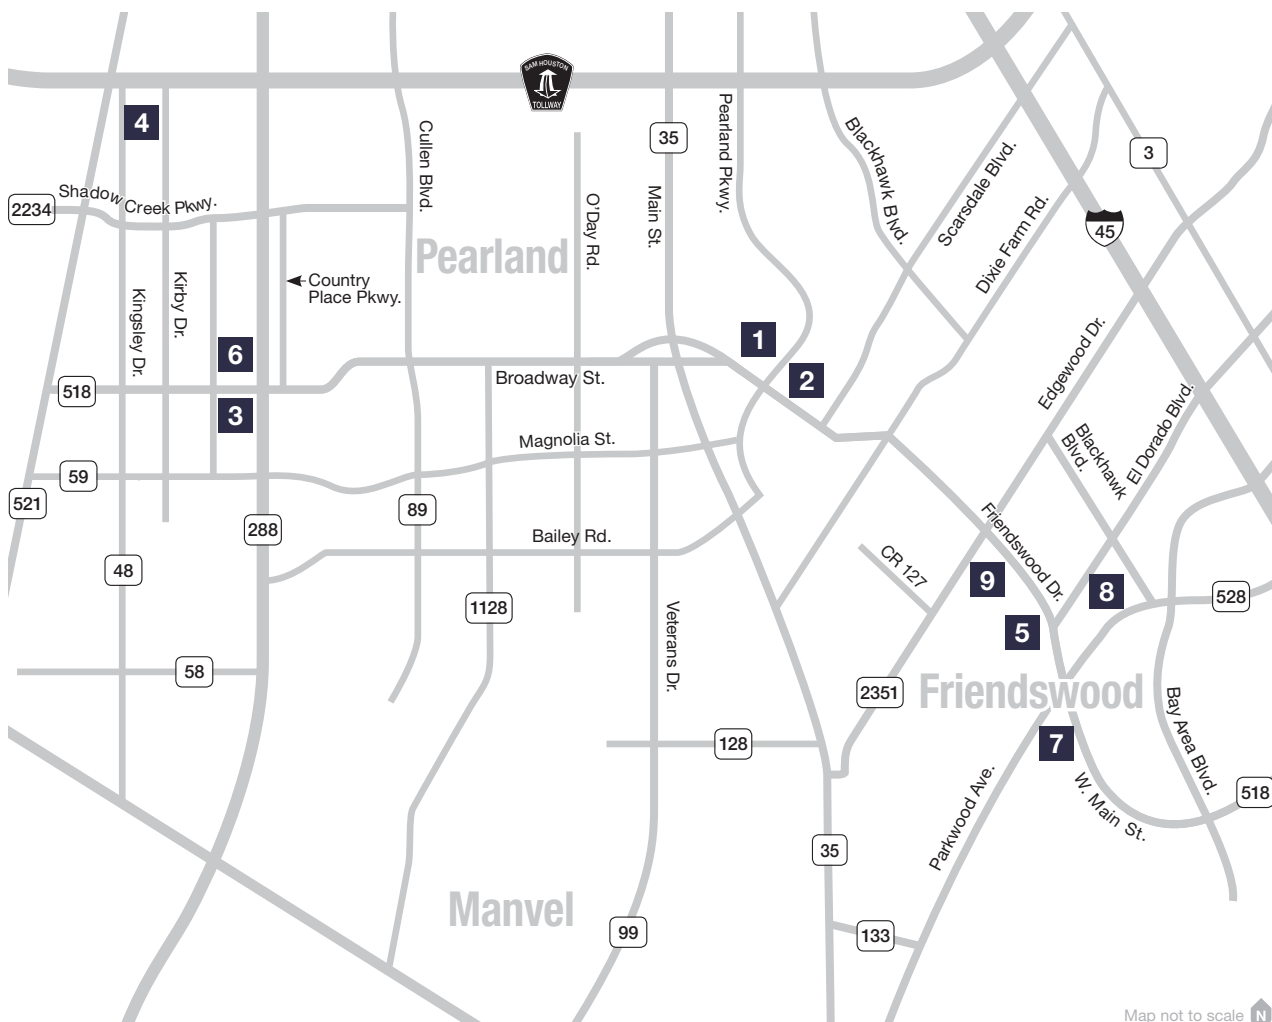 SAM HOUSTON
TOLLWAY
4
35
3
Cullen Blvd.
Pearland Pkwy.
Blackhawk Blvd.
Scarsdale Blvd.
Shadow Creek Pkwy.
2234
Main St.
O'Day Rd.
Dixie Farm Rd.
45
Pearland
Country
Place Pkwy.
Kirby Dr.
Kingsley Dr.
6
1
2
Edgewood Dr.
518
Broadway St.
3
Blackhawk
Blvd.
El Dorado Blvd.
Magnolia St.
59
521
89
288
Bailey Rd.
Friendswood Dr.
CR 127
48
9
8
528
1128
5
Veterans Dr.
58
2351
Friendswood
Bay Area Blvd.
128
7
W. Main St.
518
Parkwood Ave.
35
Manvel
99
133
Map not to scale
N